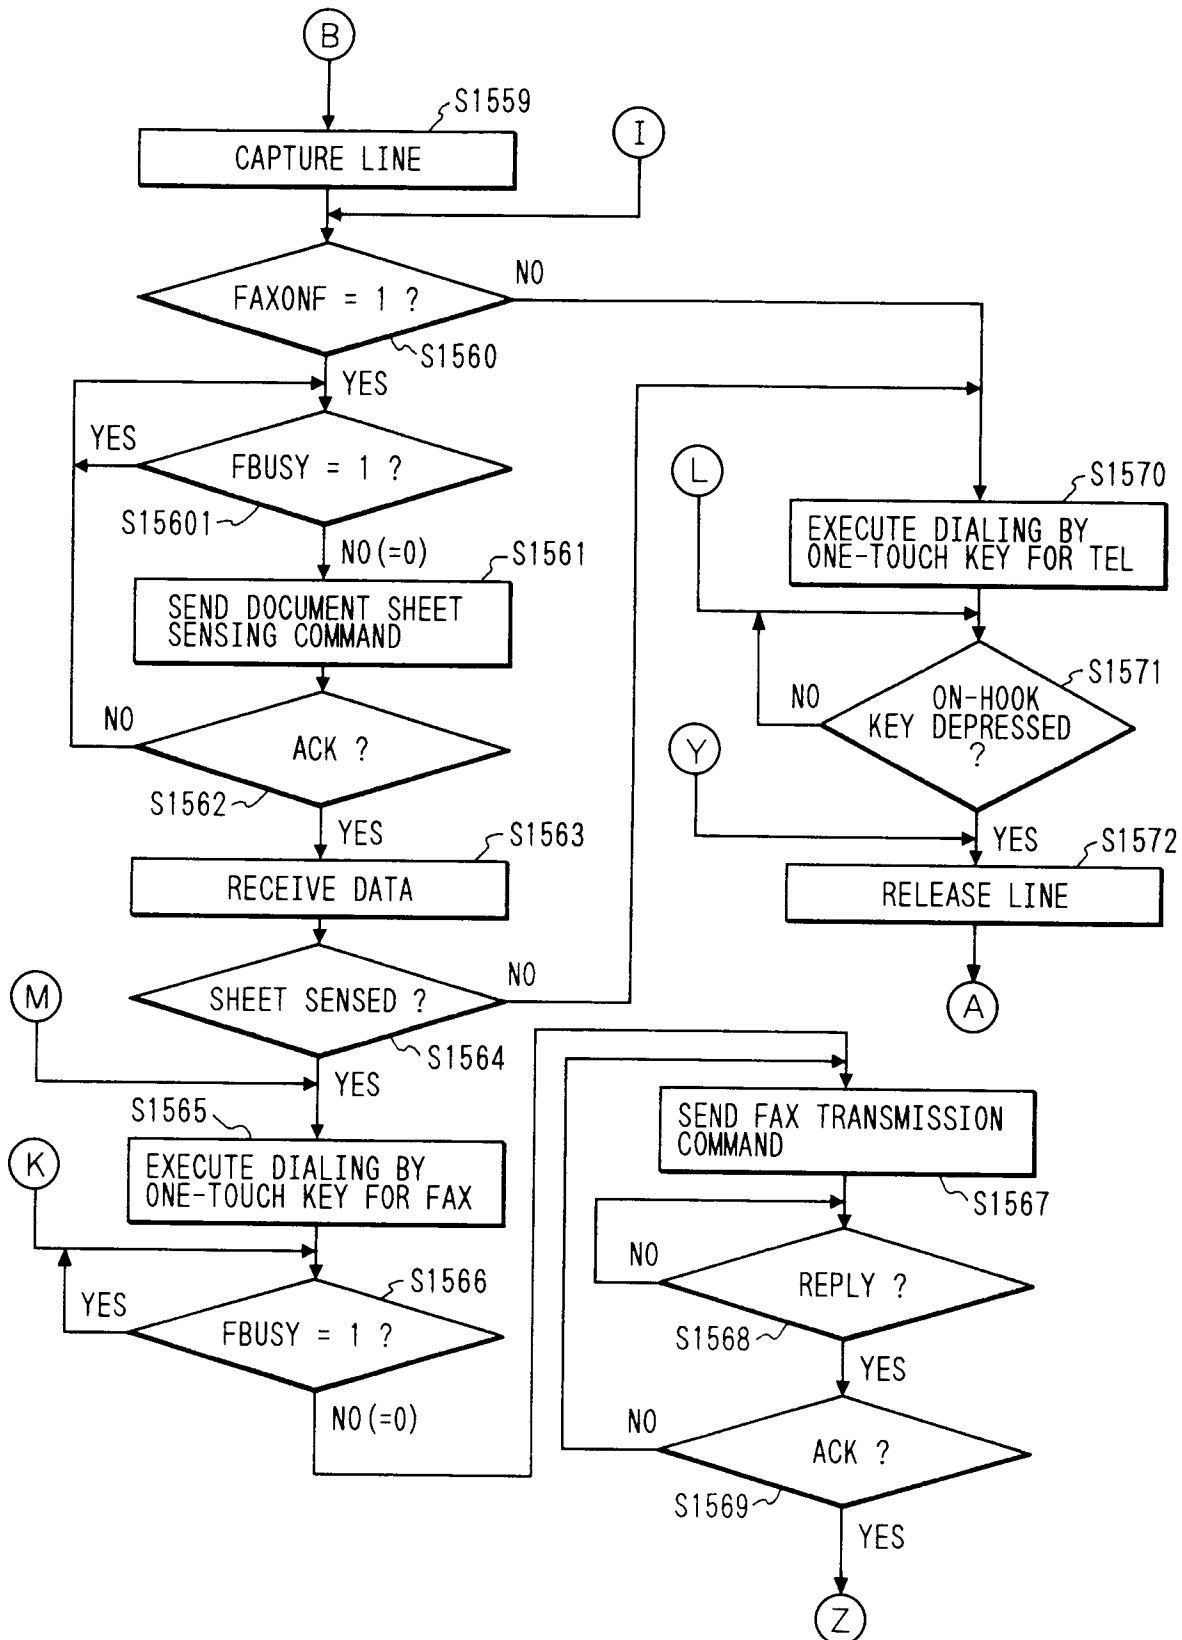 B
S1559
CAPTURE LINE
I
FAXONF = 1 ?
NO
S1560
YES
YES
FBUSY = 1 ?
S15601
NO(=0)
S1561
SEND DOCUMENT SHEET
SENSING COMMAND
NO
ACK ?
S1562
YES
S1563
RECEIVE DATA
M
SHEET SENSED ?
NO
S1564
YES
S1565
K
EXECUTE DIALING BY
ONE-TOUCH KEY FOR FAX
S1566
YES
FBUSY = 1 ?
NO(=0)
L
S1570
EXECUTE DIALING BY
ONE-TOUCH KEY FOR TEL
S1571
NO
ON-HOOK
KEY DEPRESSED
?
Y
YES
S1572
RELEASE LINE
A
SEND FAX TRANSMISSION
COMMAND
S1567
NO
REPLY ?
S1568
YES
NO
ACK ?
S1569
YES
Z